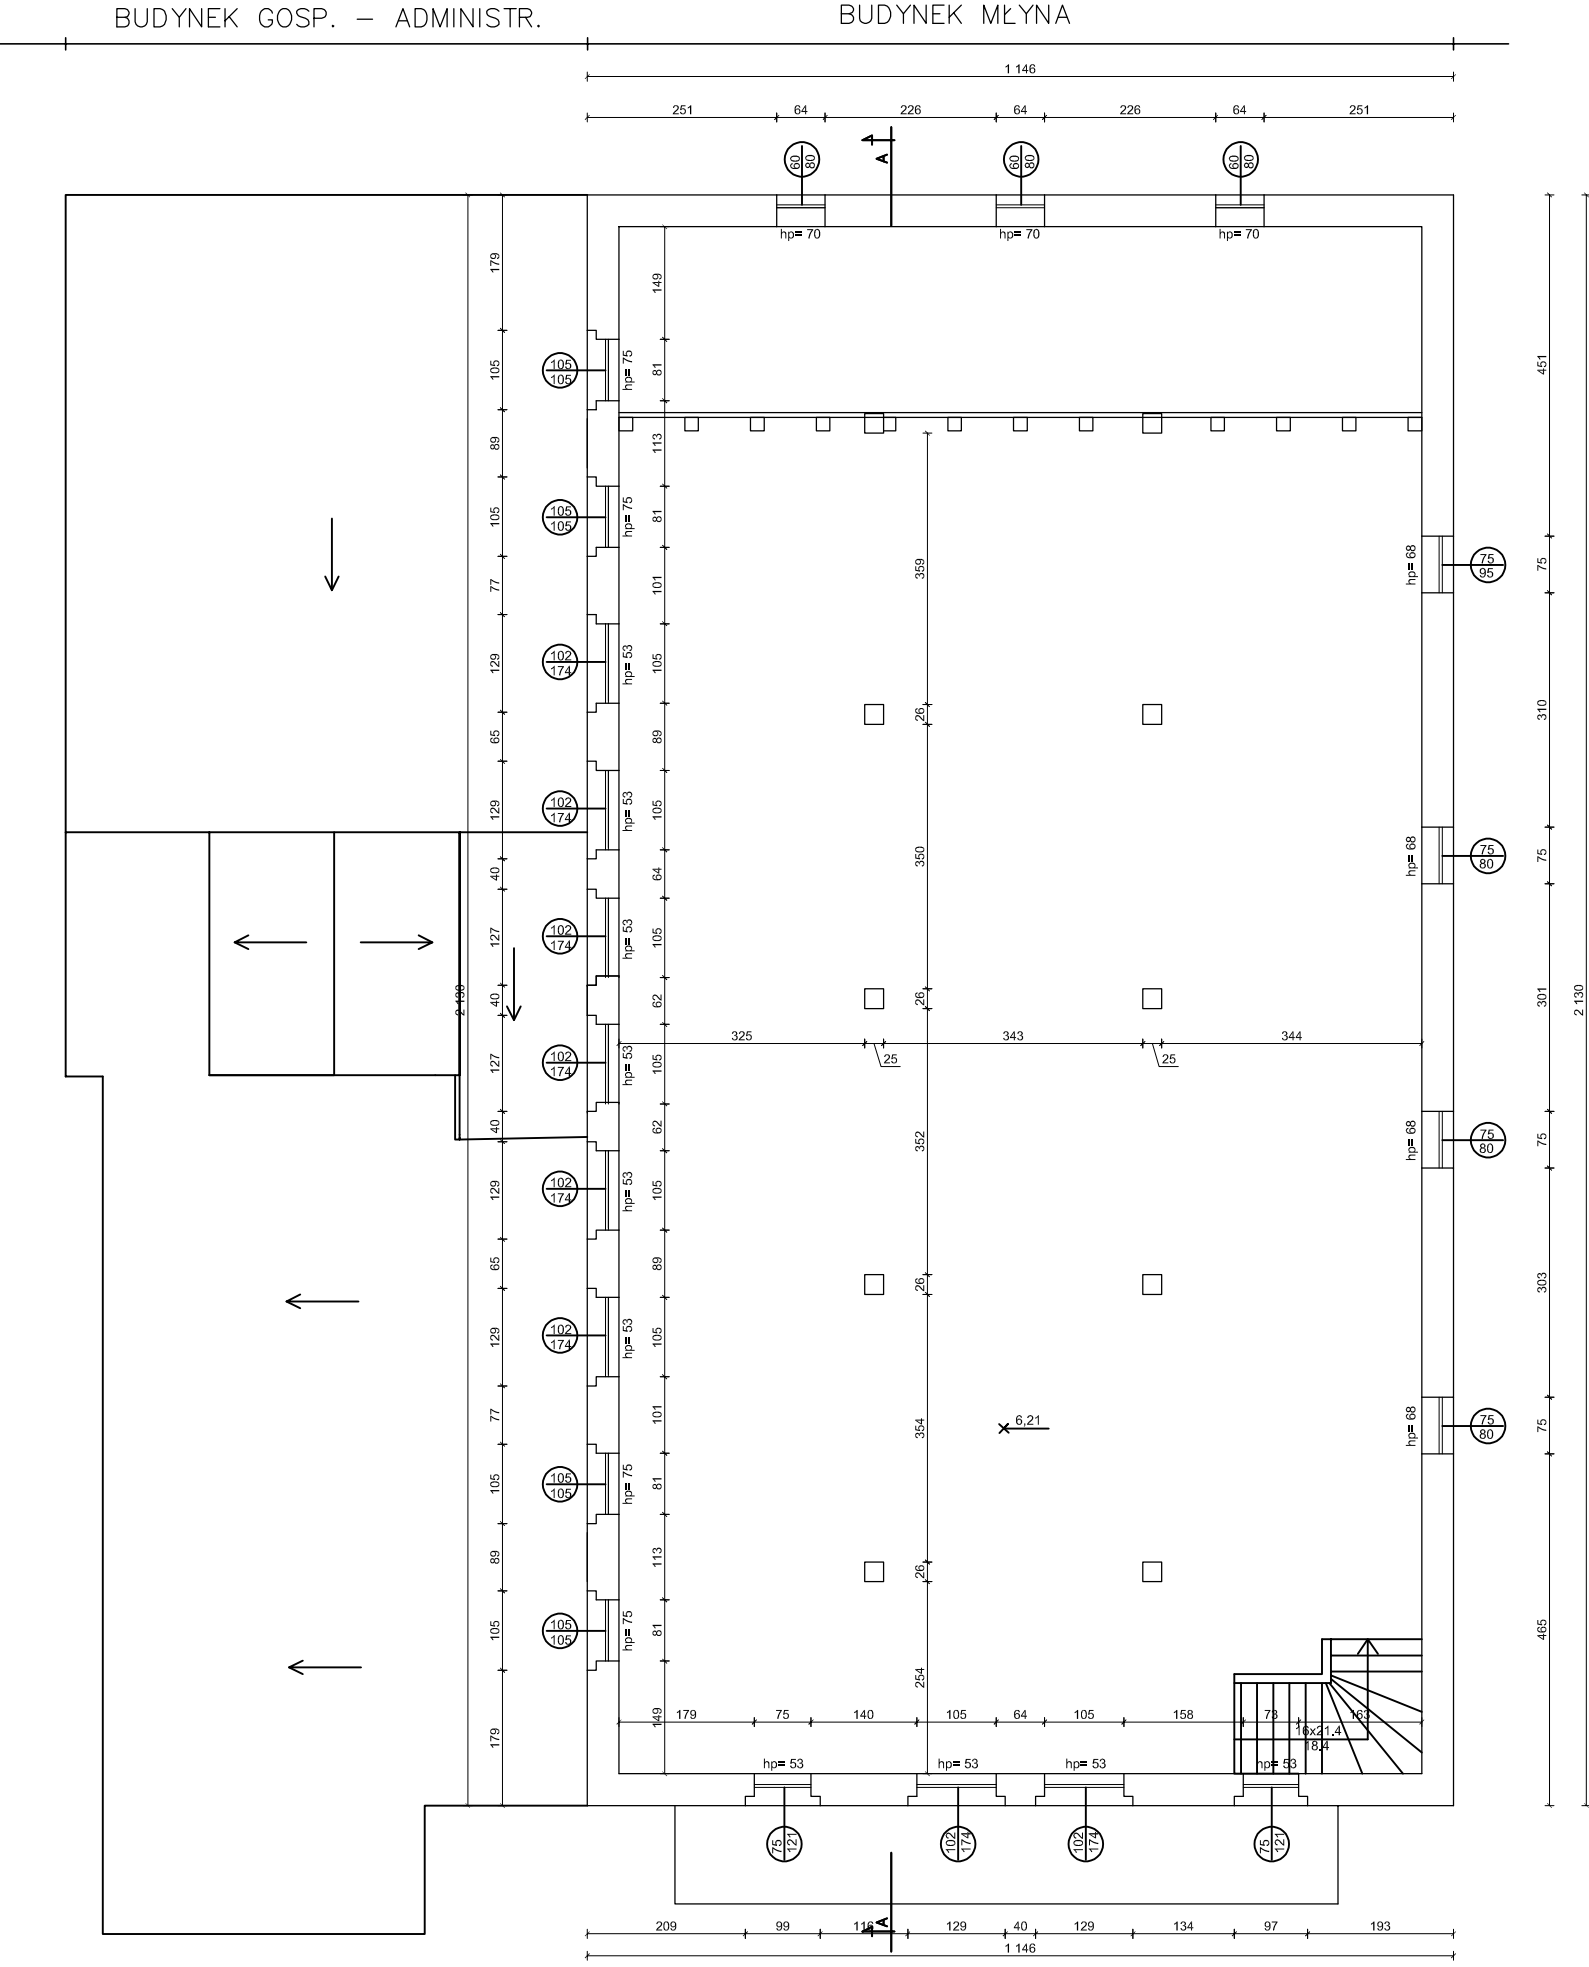 BUDYNEK GOSP. – ADMINISTR.
BUDYNEK MŁYNA
1 146
251 64 226 64 226 64 251
60 80
60 80
60 80
A
hp= 70
hp= 70
hp= 70
179
105
89
105
77
129
65
129
40
127
40
127
40
129
65
129
77
105
89
105
179
2 130
105 105
105 105
102 174
102 174
102 174
102 174
102 174
102 174
105 105
105 105
hp= 75
hp= 75
hp= 53
hp= 53
hp= 53
hp= 53
hp= 53
hp= 53
hp= 75
hp= 75
149
81
113
81
101
105
89
105
64
105
62
105
62
105
89
105
101
81
113
81
149
359
26
350
26
352
26
354
26
254
325 25 343 25 344
6,21
hp= 68
hp= 68
hp= 68
hp= 68
75 95
75 80
75 80
75 80
451
75
310
75
301
75
303
75
465
2 130
179 75 140 105 64 105 158 73 163
16x21.4
18.4
hp= 53
hp= 53
hp= 53
hp= 53
75 121
102 174
102 174
75 121
A
209 99 116 129 40 129 134 97 193
1 146